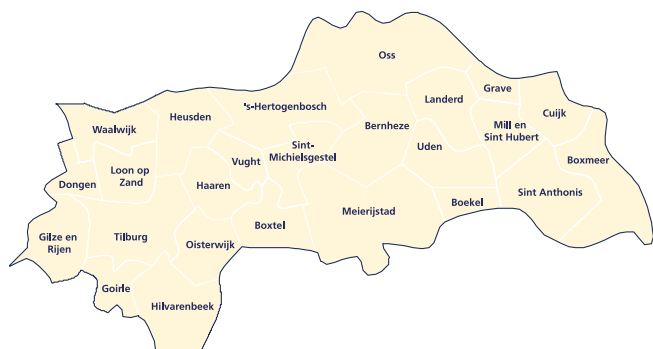 Oss
Grave
Landerd
's-Hertogenbosch
Cuijk
Heusden
Waalwijk
Bernheze
Mill en
Sint Hubert
Sint-
Michielsgestel
Uden
Vught
Boxmeer
Loon op
Zand
Dongen
Haaren
Sint Anthonis
Boekel
Meierijstad
Boxtel
Gilze en
Rijen
Tilburg
Oisterwijk
Goirle
Hilvarenbeek